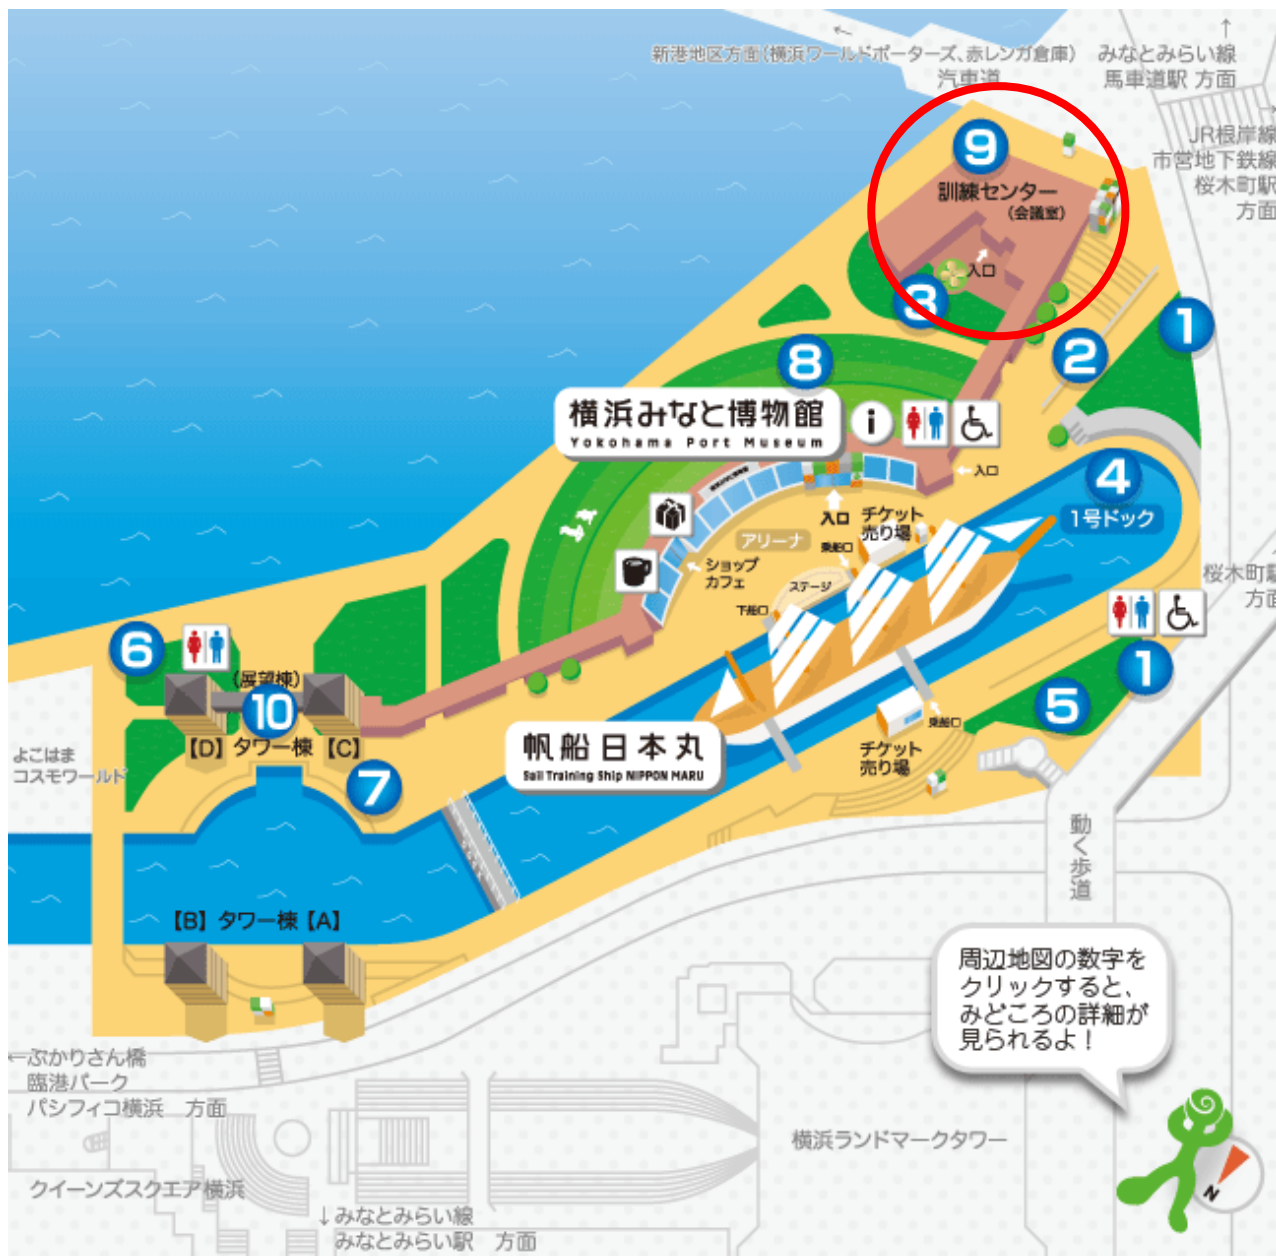 新港地区方面(横浜ワールドポーターズ、赤レンガ倉庫)
汽車道
みなとみらい線
馬車道駅 方面
JR根岸線
市営地下鉄線
桜木町駅
方面
9
訓練センター
(会議室)
入口
3
1
2
8
横浜みなと博物館
Yokohama Port Museum
i
入口
4
1号ドック
入口
チケット
売り場
アリーナ
乗船口
ショップ
カフェ
ステージ
下船口
桜木町駅
方面
6
(展望棟)
10
【D】 タワー棟 【C】
よこはま
コスモワールド
7
帆船日本丸
Sail Training Ship NIPPON MARU
1
5
乗船口
チケット
売り場
動く歩道
【B】 タワー棟 【A】
周辺地図の数字を
クリックすると、
みどころの詳細が
見られるよ!
←ぷかりさん橋
臨港パーク
パシフィコ横浜 方面
横浜ランドマークタワー
クイーンズスクエア横浜
↓みなとみらい線
みなとみらい駅 方面
N